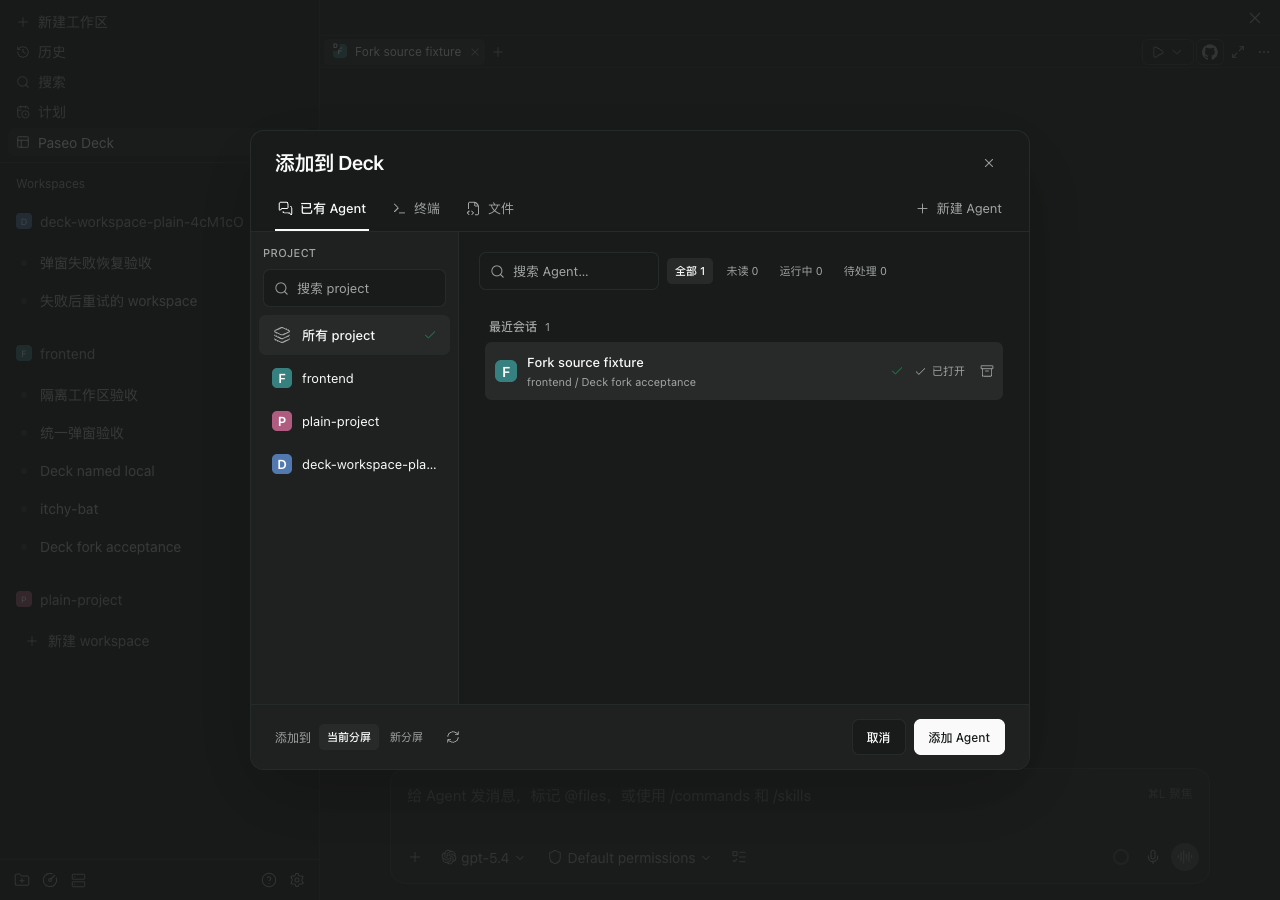 新建工作区
历史
搜索
计划
Paseo Deck
Workspaces
D deck-workspace-plain-4cM1cO
弹窗失败恢复验收
失败后重试的 workspace
F frontend
隔离工作区验收
统一弹窗验收
Deck named local
itchy-bat
Deck fork acceptance
P plain-project
新建 workspace
Fork source fixture
添加到 Deck
已有 Agent
终端
文件
新建 Agent
PROJECT
搜索 project
所有 project
F frontend
P plain-project
D deck-workspace-pla...
搜索 Agent...
全部 1
未读 0
运行中 0
待处理 0
最近会话 1
F
Fork source fixture
frontend / Deck fork acceptance
已打开
添加到
当前分屏
新分屏
取消
添加 Agent
给 Agent 发消息，标记 @files，或使用 /commands 和 /skills
⌘L 聚焦
gpt-5.4
Default permissions